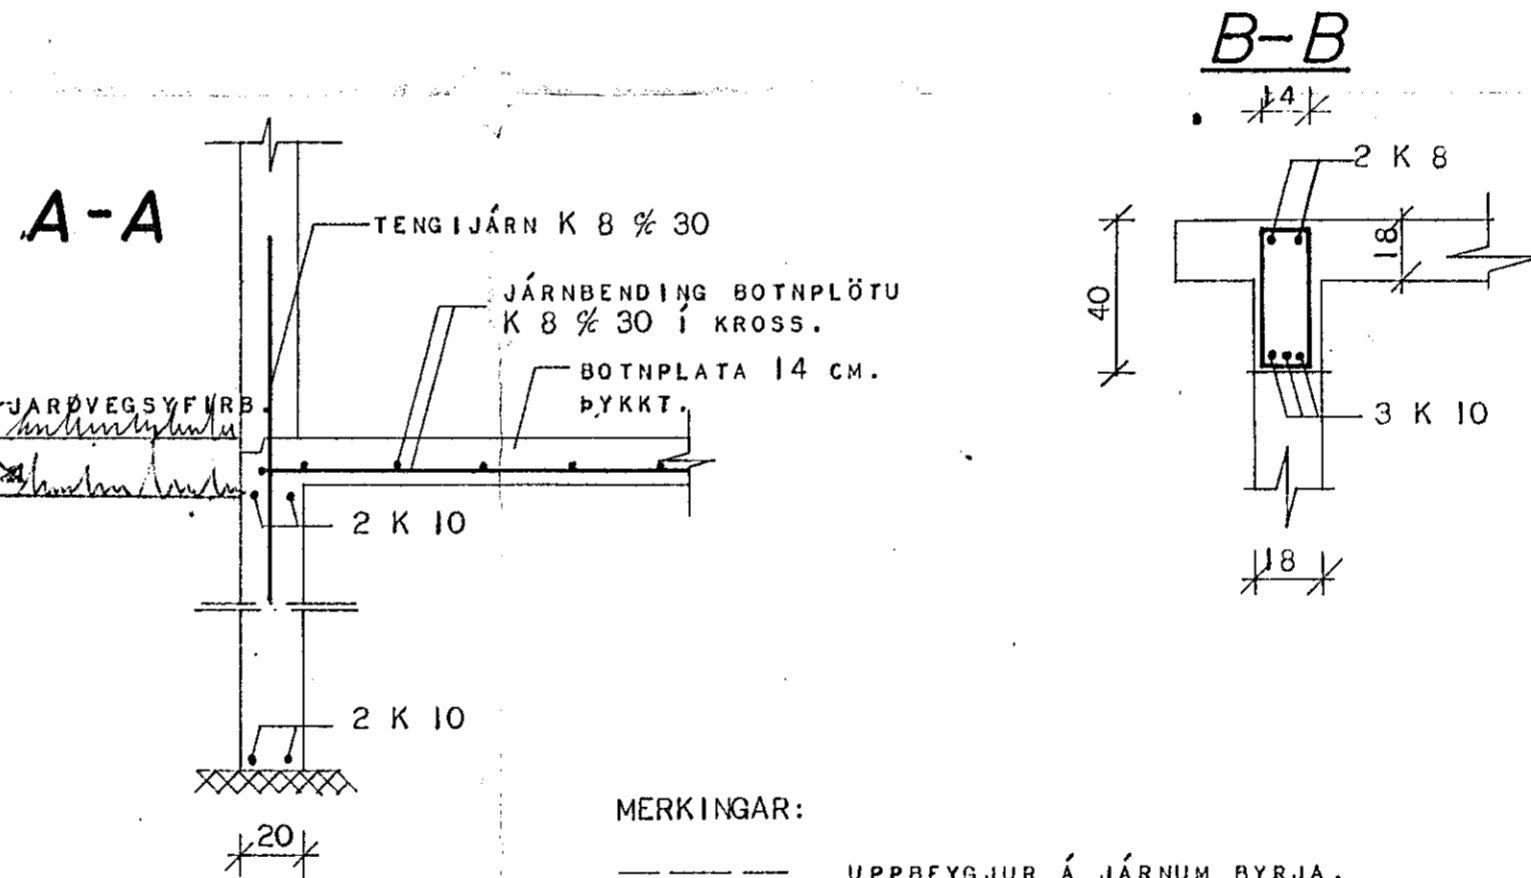 B-B
14
A-A
2 K 8
TENGIJÁRN K 8 % 30
18
JÁRNBENDING BOTNPLÖTU
K 8 % 30 Í KROSS.
40
BOTNPLATA 14 CM.
ÞYKKT.
JARÐVEGSYFIRB.
3 K 10
2 K 10
18
2 K 10
MERKINGAR:
20
UPPBEYGJUR Á JÁRNUM BYRJA.